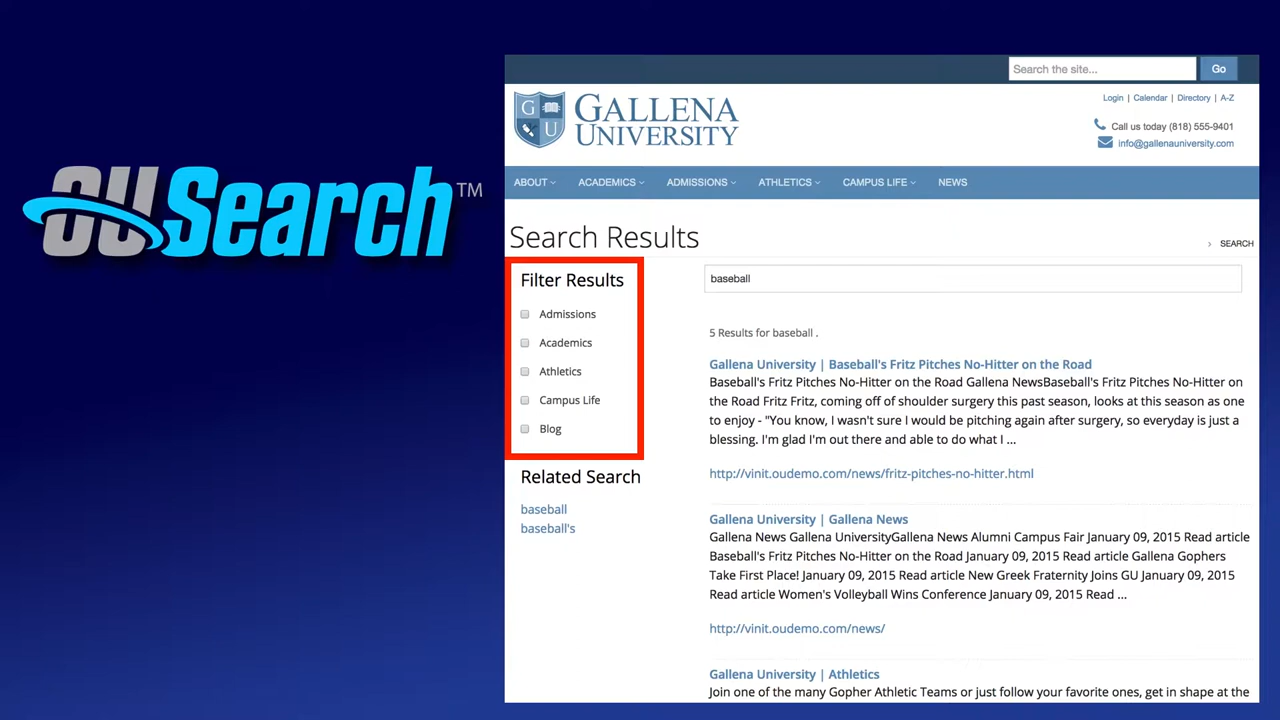 OUSearch™
Search the site...
Go
Login | Calendar | Directory | A-Z
G U
GALLENA
UNIVERSITY
Call us today (818) 555-9401
info@gallenauniversity.com
ABOUT ACADEMICS ADMISSIONS ATHLETICS CAMPUS LIFE NEWS
Search Results
› SEARCH
Filter Results
Admissions
Academics
Athletics
Campus Life
Blog
Related Search
baseball
baseball's
baseball
5 Results for baseball .
Gallena University | Baseball's Fritz Pitches No-Hitter on the Road
Baseball's Fritz Pitches No-Hitter on the Road Gallena NewsBaseball's Fritz Pitches No-Hitter on
the Road Fritz Fritz, coming off of shoulder surgery this past season, looks at this season as one
to enjoy - "You know, I wasn't sure I would be pitching again after surgery, so everyday is just a
blessing. I'm glad I'm out there and able to do what I ...
http://vinit.oudemo.com/news/fritz-pitches-no-hitter.html
Gallena University | Gallena News
Gallena News Gallena UniversityGallena News Alumni Campus Fair January 09, 2015 Read article
Baseball's Fritz Pitches No-Hitter on the Road January 09, 2015 Read article Gallena Gophers
Take First Place! January 09, 2015 Read article New Greek Fraternity Joins GU January 09, 2015
Read article Women's Volleyball Wins Conference January 09, 2015 Read ...
http://vinit.oudemo.com/news/
Gallena University | Athletics
Join one of the many Gopher Athletic Teams or just follow your favorite ones, get in shape at the